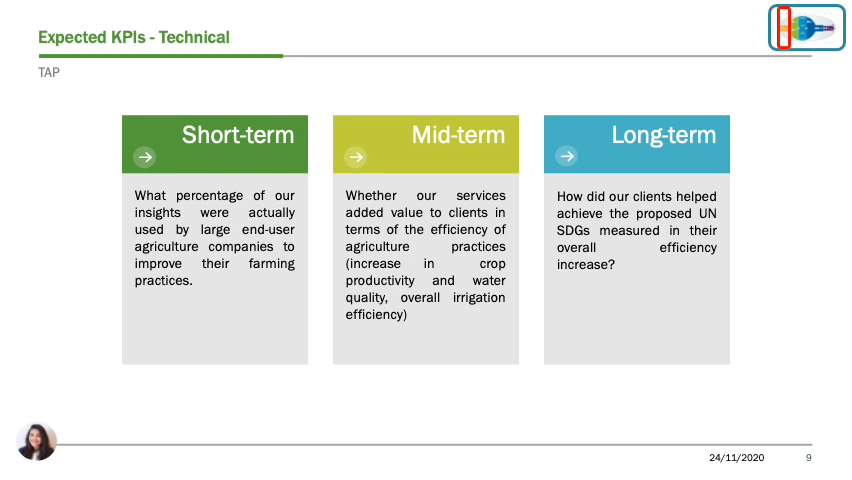 Expected KPIs - Technical
TAP
Short-term
What percentage of our
insights were actually
used by large end-user
agriculture companies to
improve their farming
practices.
Mid-term
Whether our services
added value to clients in
terms of the efficiency of
agriculture practices
(increase in crop
productivity and water
quality, overall irrigation
efficiency)
Long-term
How did our clients helped
achieve the proposed UN
SDGs measured in their
overall efficiency
increase?
24/11/2020
9